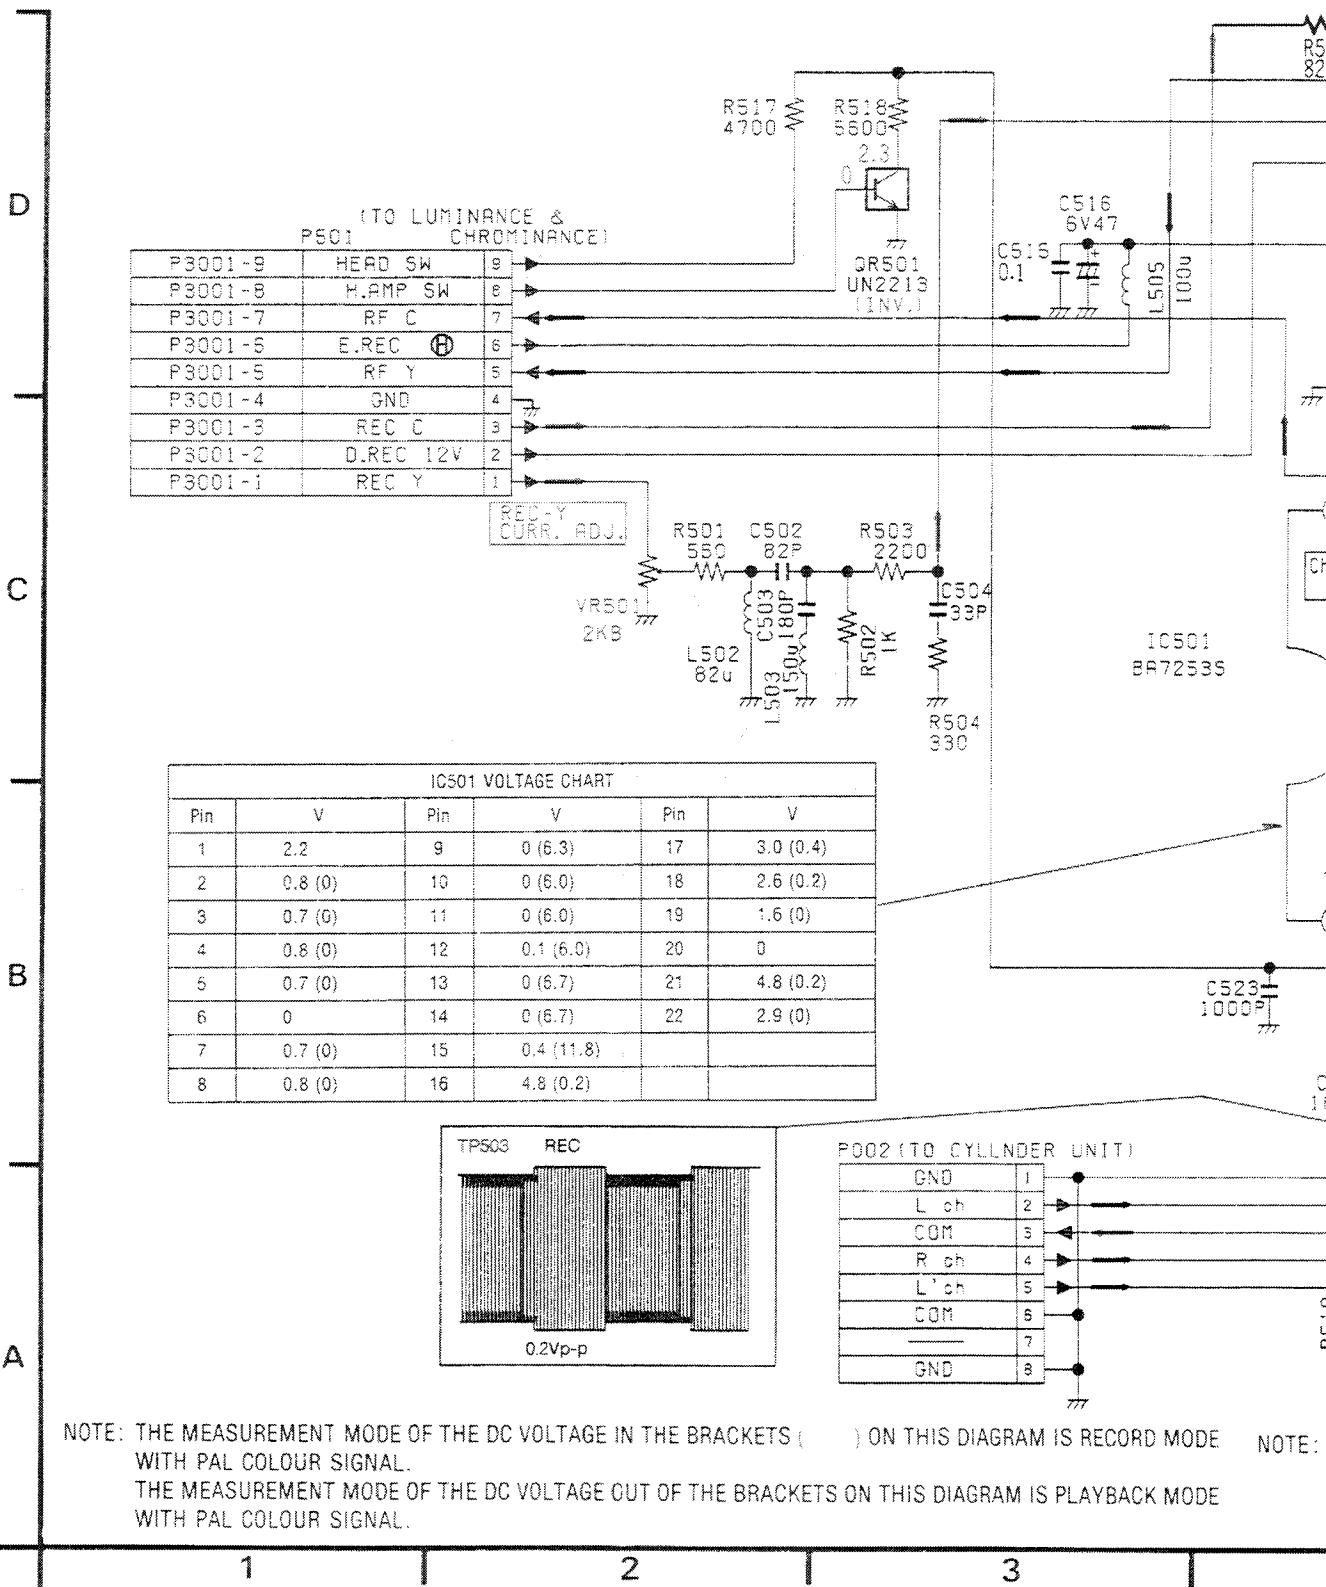 R5
82
R517
4700
R518
5600
2.3
0
D
(TO LUMINANCE &
P501 CHROMINANCE)
P3001-9 HEAD SW 9
P3001-8 H.AMP SW 8
P3001-7 RF C 7
P3001-6 E.REC H 6
P3001-5 RF Y 5
P3001-4 GND 4
P3001-3 REC C 3
P3001-2 D.REC 12V 2
P3001-1 REC Y 1
QR501
UN2213
(INV.)
C516
6V47
+
C515
0.1
L505
100u
REC-Y
CURR. ADJ.
R501
560
C502
82P
R503
2200
C
VR501
2KB
C503
180P
L502
82u
L503
150u
R502
1K
C504
33P
R504
330
IC501
BA7253S
Ch
IC501 VOLTAGE CHART
Pin V Pin V Pin V
1 2.2 9 0 (6.3) 17 3.0 (0.4)
2 0.8 (0) 10 0 (6.0) 18 2.6 (0.2)
3 0.7 (0) 11 0 (6.0) 19 1.6 (0)
4 0.8 (0) 12 0.1 (6.0) 20 0
5 0.7 (0) 13 0 (6.7) 21 4.8 (0.2)
6 0 14 0 (6.7) 22 2.9 (0)
7 0.7 (0) 15 0.4 (11.8)
8 0.8 (0) 16 4.8 (0.2)
B
C523
1000P
TP503 REC
0.2Vp-p
P002 (TO CYLLNDER UNIT)
GND 1
L ch 2
COM 3
R ch 4
L'ch 5
COM 6
7
GND 8
A
NOTE: THE MEASUREMENT MODE OF THE DC VOLTAGE IN THE BRACKETS ( ) ON THIS DIAGRAM IS RECORD MODE
WITH PAL COLOUR SIGNAL.
THE MEASUREMENT MODE OF THE DC VOLTAGE OUT OF THE BRACKETS ON THIS DIAGRAM IS PLAYBACK MODE
WITH PAL COLOUR SIGNAL.
NOTE:
1 2 3